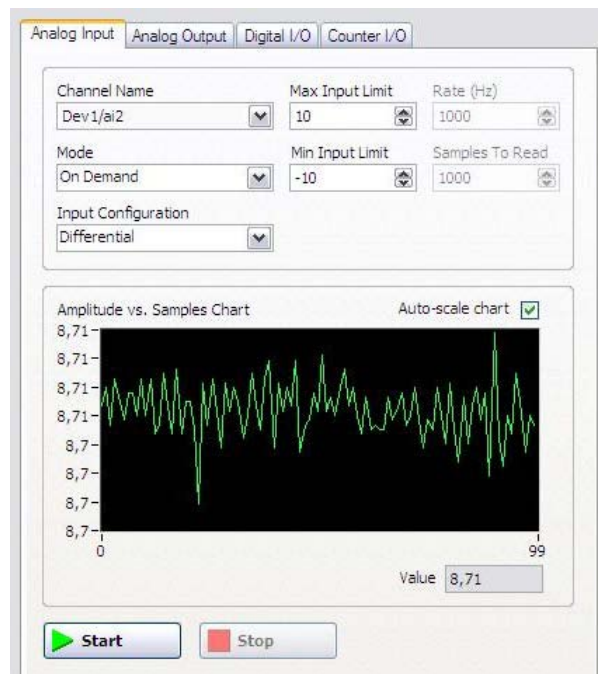 Analog Input Analog Output Digital I/O Counter I/O
Channel Name Max Input Limit Rate (Hz)
Dev1/ai2 10 1000
Mode Min Input Limit Samples To Read
On Demand -10 1000
Input Configuration
Differential
Amplitude vs. Samples Chart Auto-scale chart
8,71
8,71
8,71
8,71
8,7
8,7
8,7
8,7
0 99
Value 8,71
Start Stop